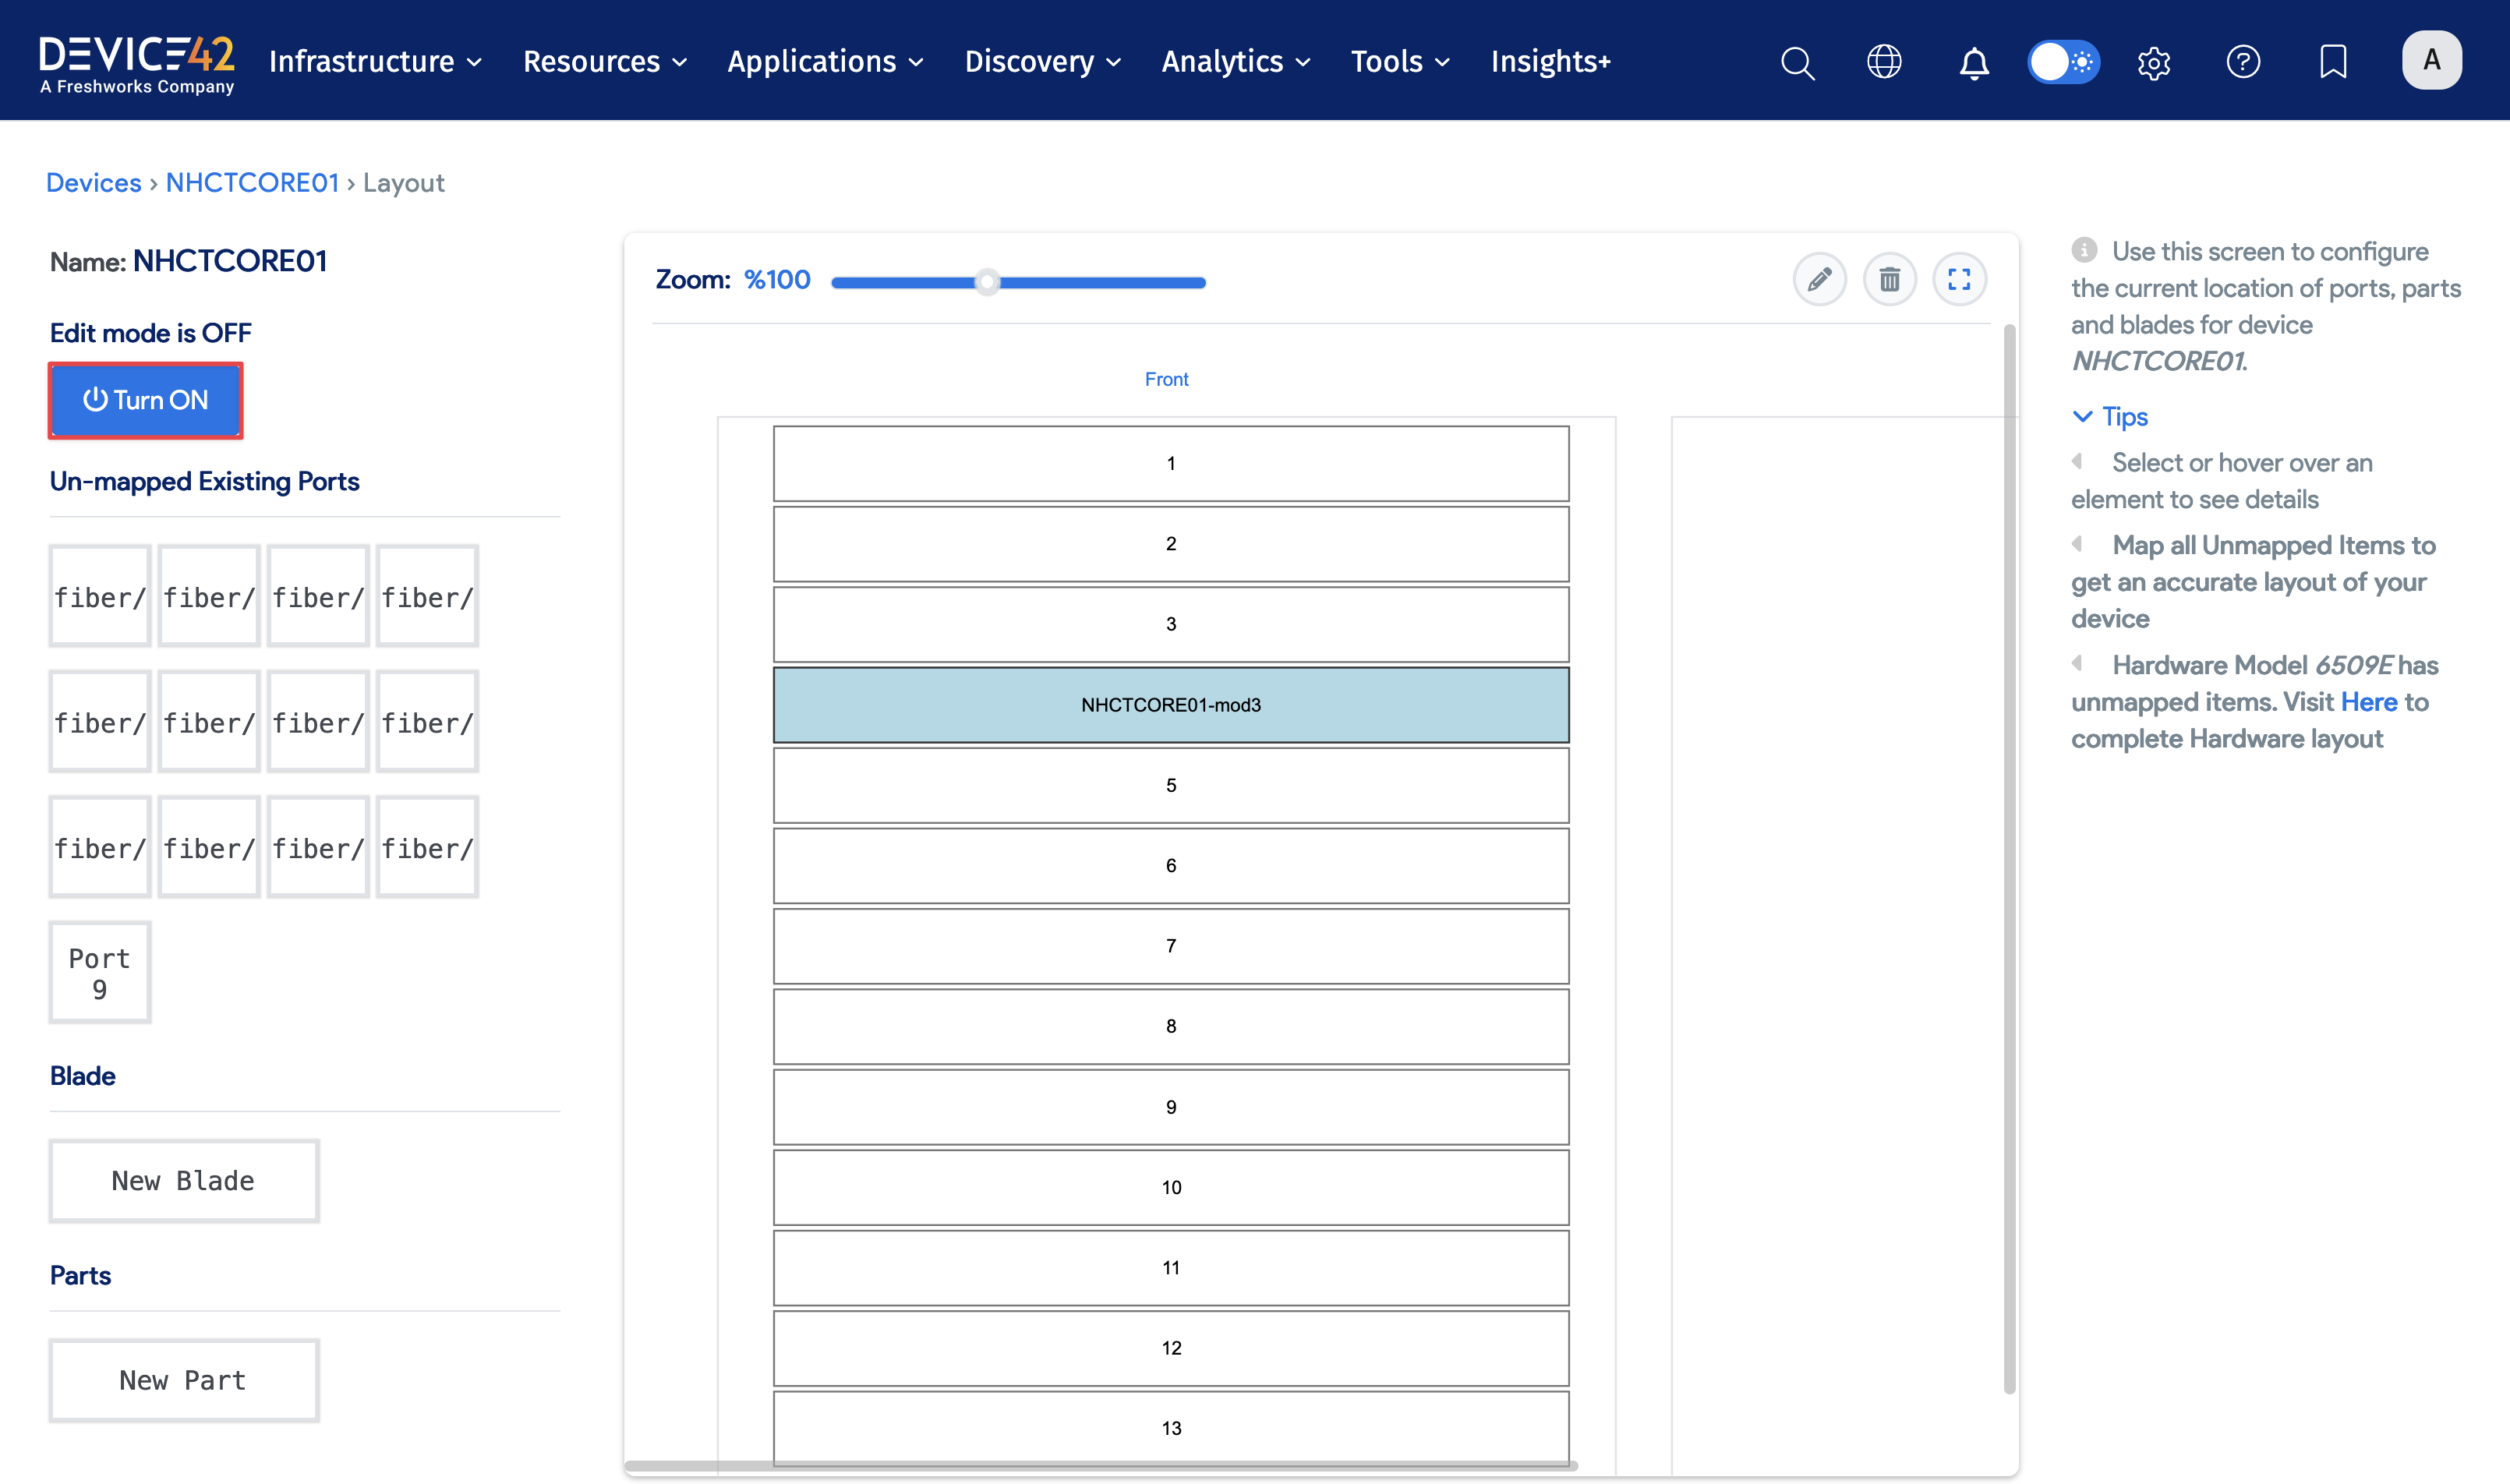 DEVICE42
A Freshworks Company
Infrastructure
Resources
Applications
Discovery
Analytics
Tools
Insights+
A
Devices › NHCTCORE01 › Layout
Name: NHCTCORE01
Edit mode is OFF
Turn ON
Un-mapped Existing Ports
fiber/ fiber/ fiber/ fiber/
fiber/ fiber/ fiber/ fiber/
fiber/ fiber/ fiber/ fiber/
Port
9
Blade
New Blade
Parts
New Part
Zoom: %100
Front
1
2
3
NHCTCORE01-mod3
5
6
7
8
9
10
11
12
13
Use this screen to configure
the current location of ports, parts
and blades for device
NHCTCORE01.
Tips
Select or hover over an
element to see details
Map all Unmapped Items to
get an accurate layout of your
device
Hardware Model 6509E has
unmapped items. Visit Here to
complete Hardware layout